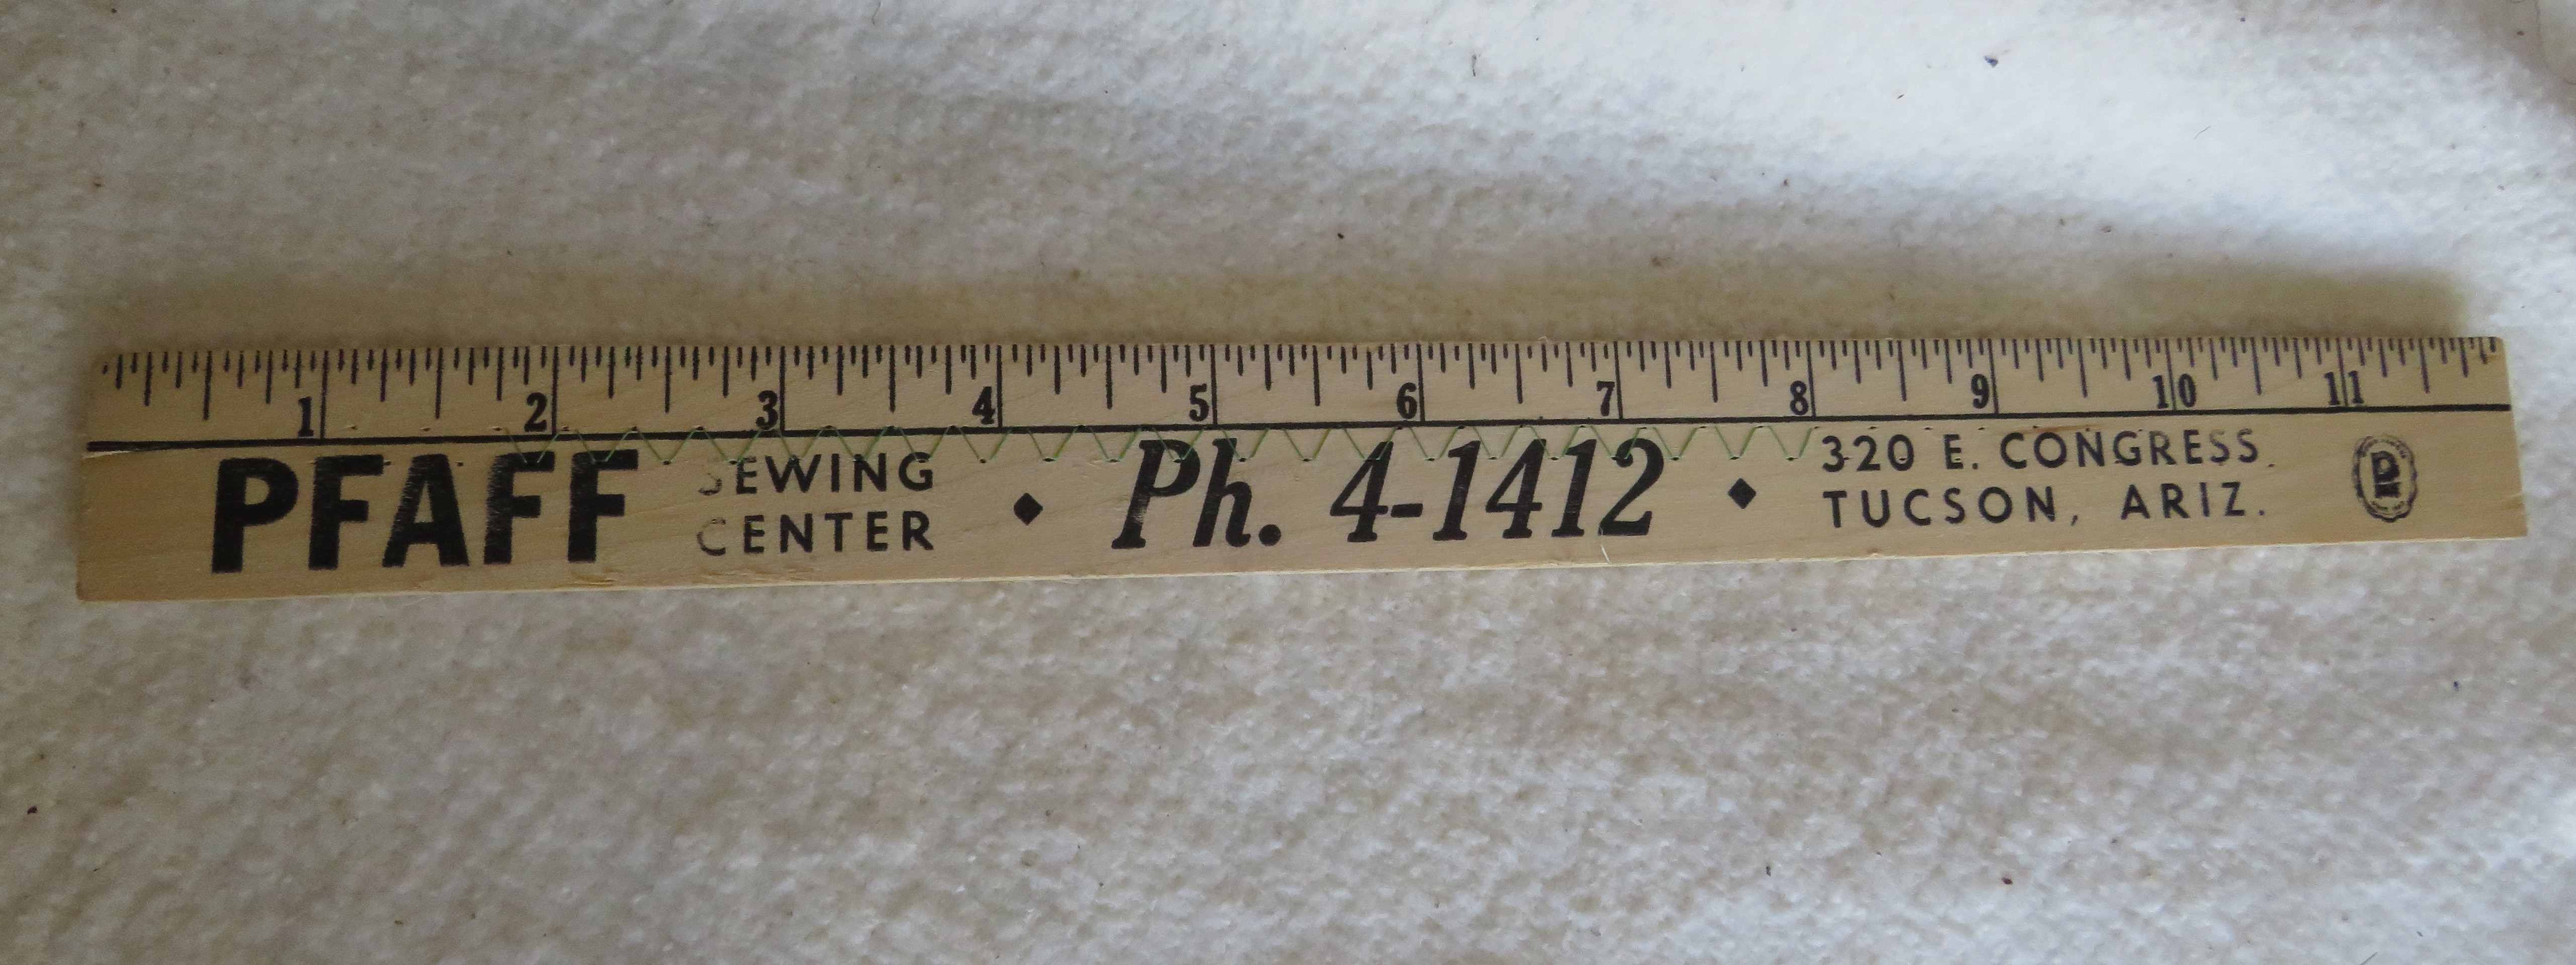 1 2 3 4 5 6 7 8 9 10 11
PFAFF SEWING CENTER ◆ Ph. 4-1412 ◆ 320 E. CONGRESS.
TUCSON, ARIZ.
P